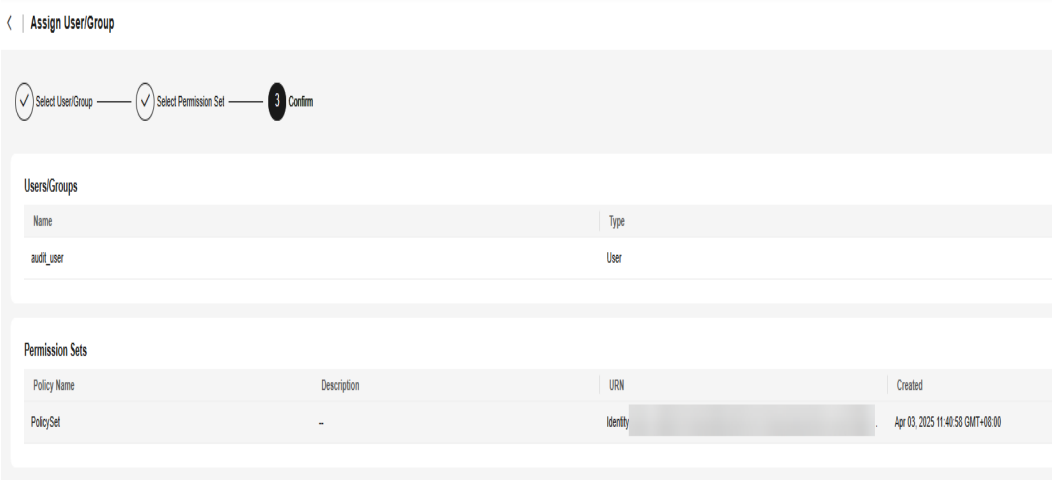 Assign User/Group
Select User/Group Select Permission Set 3 Confirm
Users/Groups
Name Type
audit_user User
Permission Sets
Policy Name Description URN Created
PolicySet -- Identity . Apr 03, 2025 11:40:58 GMT+08:00